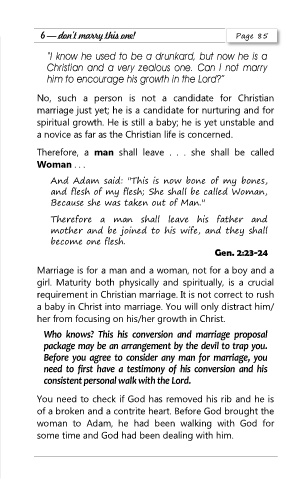 6 — don't marry this one!
Page 85
"I know he used to be a drunkard, but now he is a
Christian and a very zealous one. Can I not marry
him to encourage his growth in the Lord?"
No, such a person is not a candidate for Christian
marriage just yet; he is a candidate for nurturing and for
spiritual growth. He is still a baby; he is yet unstable and
a novice as far as the Christian life is concerned.
Therefore, a man shall leave . . . she shall be called
Woman . . .
And Adam said: "This is now bone of my bones,
and flesh of my flesh; She shall be called Woman,
Because she was taken out of Man."
Therefore a man shall leave his father and
mother and be joined to his wife, and they shall
become one flesh.
Gen. 2:23-24
Marriage is for a man and a woman, not for a boy and a
girl. Maturity both physically and spiritually, is a crucial
requirement in Christian marriage. It is not correct to rush
a baby in Christ into marriage. You will only distract him/
her from focusing on his/her growth in Christ.
Who knows? This his conversion and marriage proposal
package may be an arrangement by the devil to trap you.
Before you agree to consider any man for marriage, you
need to first have a testimony of his conversion and his
consistent personal walk with the Lord.
You need to check if God has removed his rib and he is
of a broken and a contrite heart. Before God brought the
woman to Adam, he had been walking with God for
some time and God had been dealing with him.